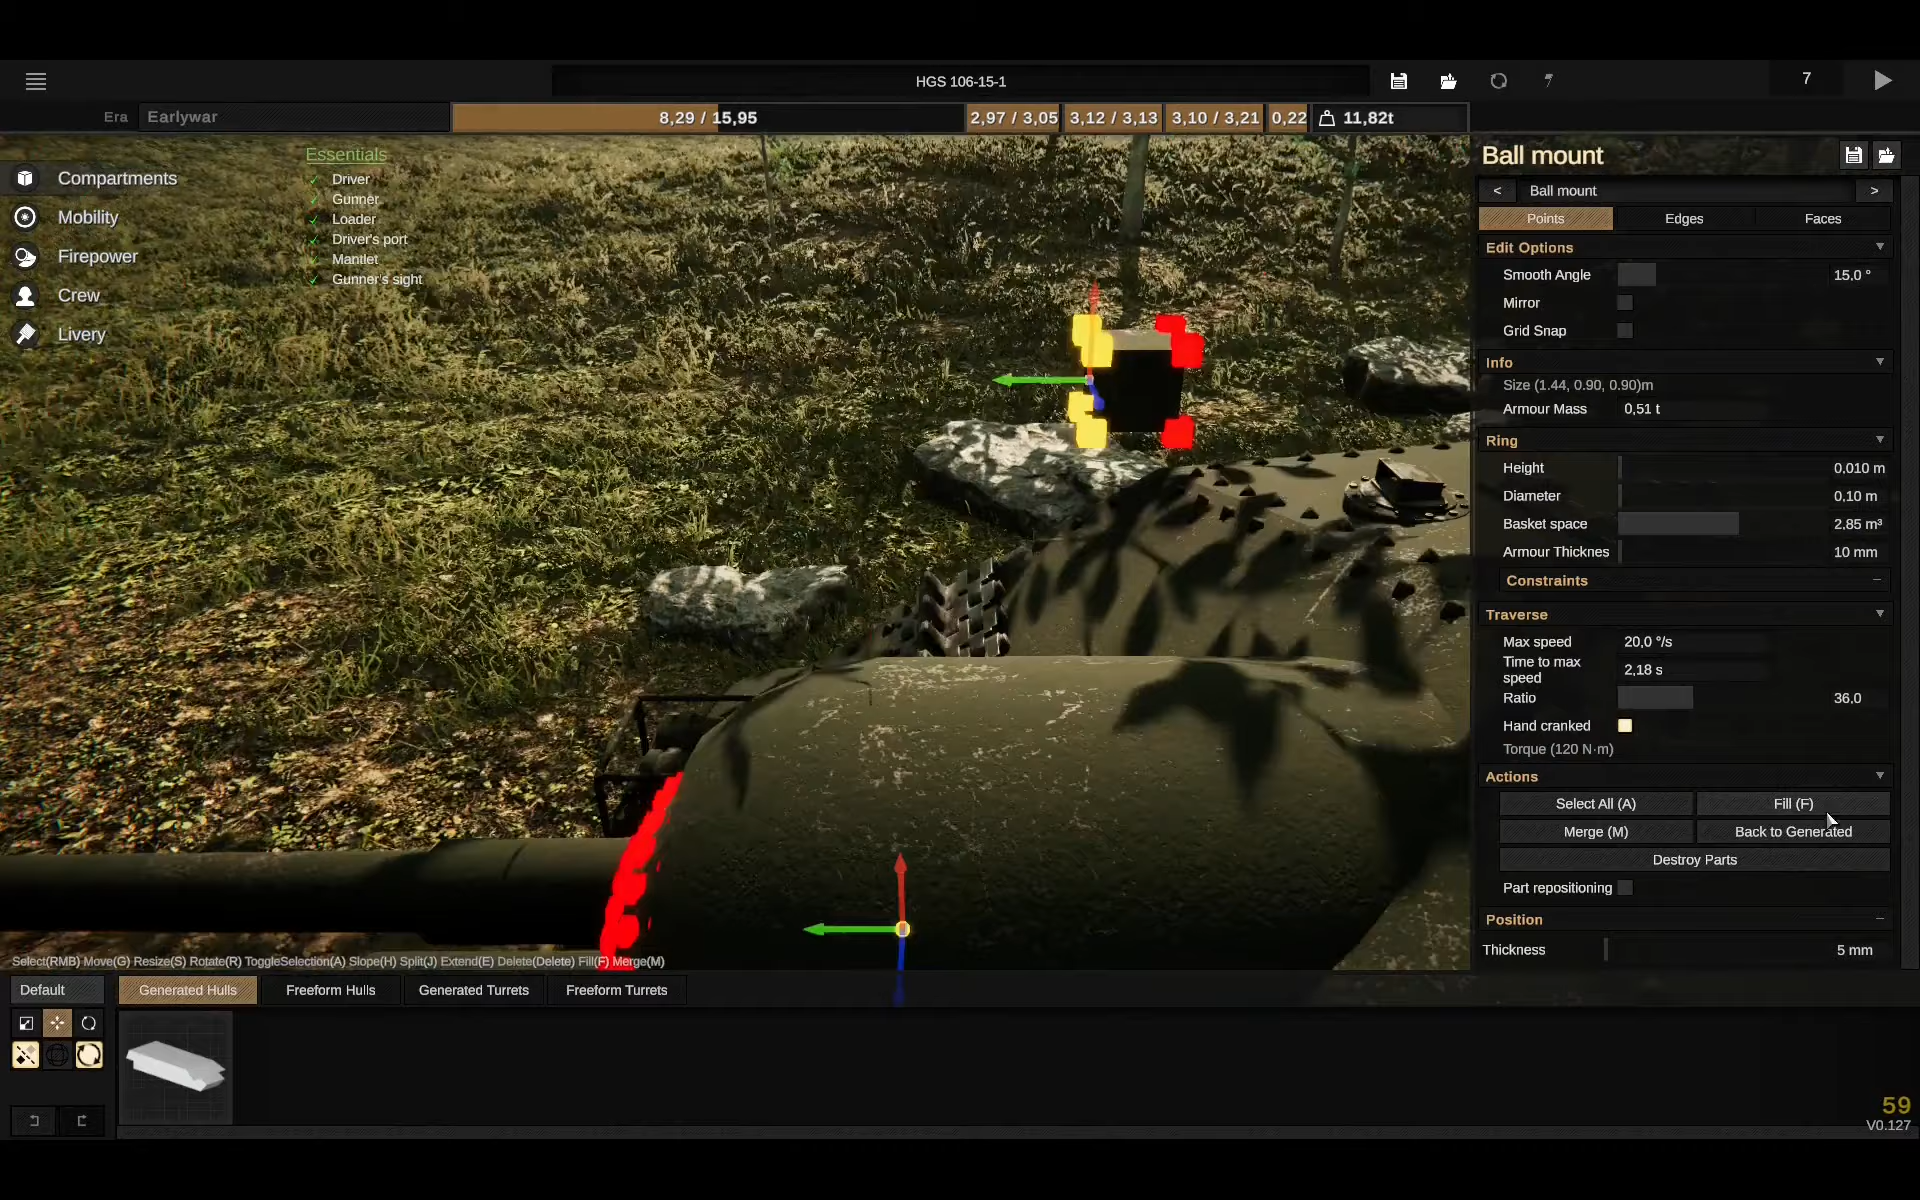 HGS 106-15-1
7
Era
Earlywar
8,29 / 15,95
2,97 / 3,05
3,12 / 3,13
3,10 / 3,21
0,22
11,82t
Compartments
Mobility
Firepower
Crew
Livery
Essentials
Driver
Gunner
Loader
Driver's port
Mantlet
Gunner's sight
Ball mount
< Ball mount >
Points Edges Faces
Edit Options
Smooth Angle 15,0 °
Mirror
Grid Snap
Info
Size (1.44, 0.90, 0.90)m
Armour Mass 0,51 t
Ring
Height 0,010 m
Diameter 0,10 m
Basket space 2,85 m³
Armour Thicknes 10 mm
Constraints
Traverse
Max speed 20,0 °/s
Time to max speed 2,18 s
Ratio 36,0
Hand cranked
Torque (120 N·m)
Actions
Select All (A) Fill (F)
Merge (M) Back to Generated
Destroy Parts
Part repositioning
Position
Thickness 5 mm
Select(RMB) Move(G) Resize(S) Rotate(R) ToggleSelection(A) Slope(H) Split(J) Extend(E) Delete(Delete) Fill(F) Merge(M)
Default
Generated Hulls Freeform Hulls Generated Turrets Freeform Turrets
59
V0.127